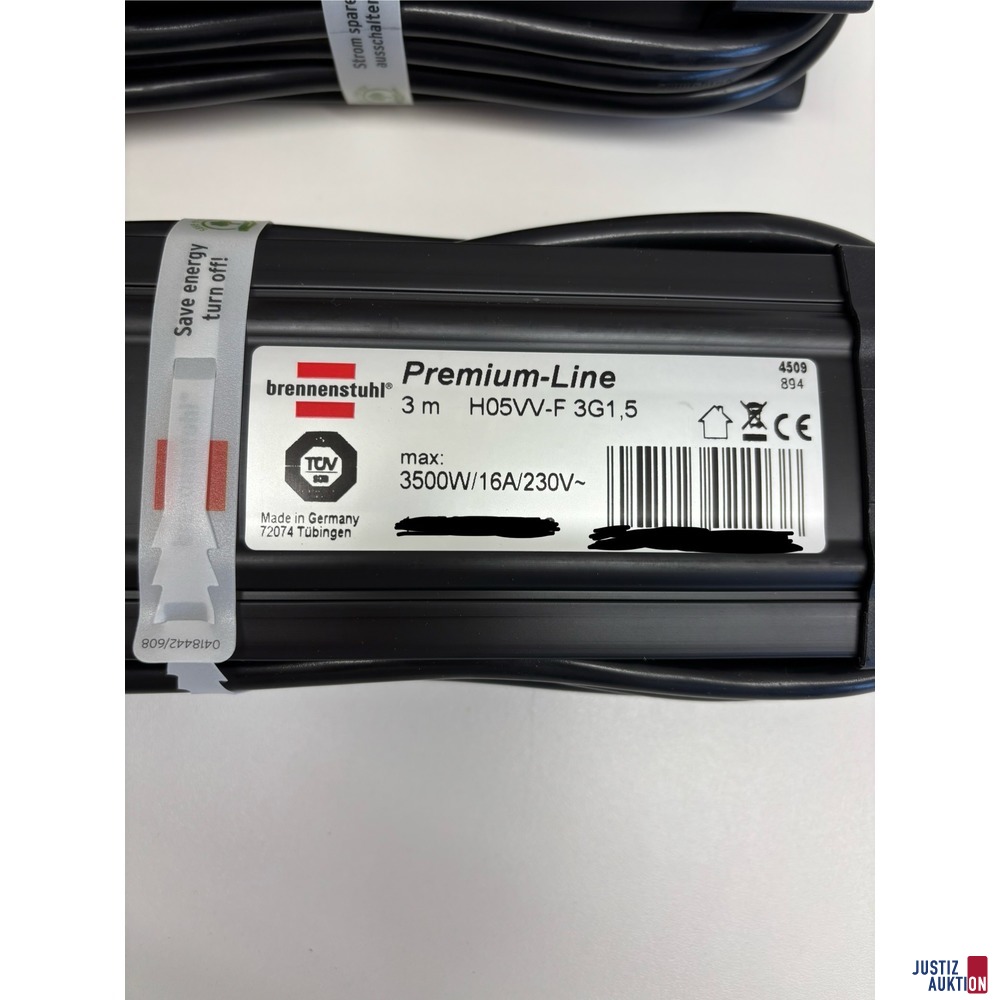 Strom spare
ausschalten
Save energy
turn off!
brennenstuhl®
Premium-Line
3 m H05VV-F 3G1,5
4509
894
CE
TÜV
max:
3500W/16A/230V~
Made in Germany
72074 Tübingen
0418442/608
JUSTIZ
AUKTION